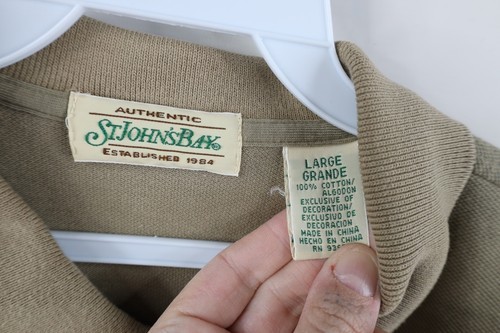 AUTHENTIC
ST. JOHN'S BAY
ESTABLISHED 1984
LARGE
GRANDE
100% COTTON/
ALGODON
EXCLUSIVE OF
DECORATION/
EXCLUSIVO DE
DECORACION
MADE IN CHINA
HECHO EN CHINA
RN